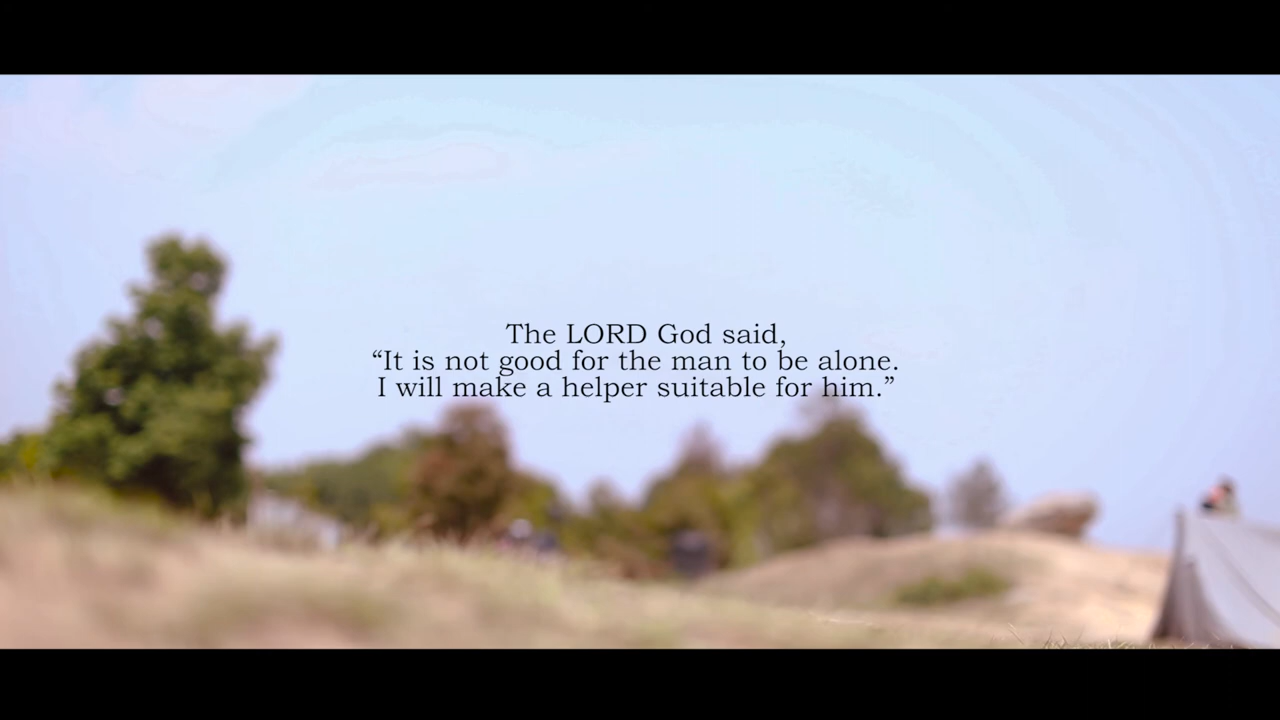 The LORD God said,
“It is not good for the man to be alone.
I will make a helper suitable for him.”